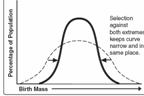 Percentage of Population
Selection
against
both extremes
keeps curve
narrow and in
same place.
Birth Mass